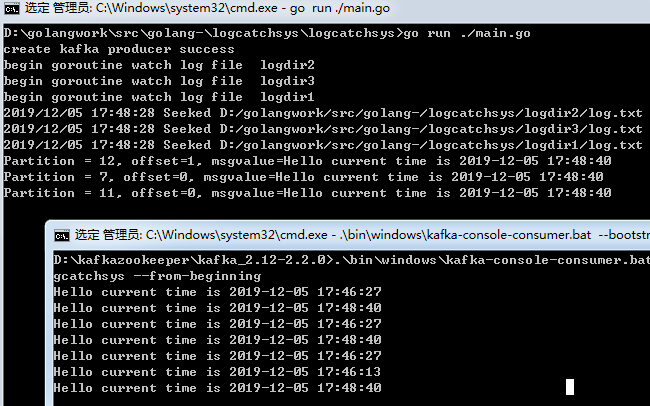 选定 管理员: C:\Windows\system32\cmd.exe - go run ./main.go
D:\golangwork\src\golang-\logcatchsys\logcatchsys>go run ./main.go
create kafka producer success
begin goroutine watch log file  logdir2
begin goroutine watch log file  logdir3
begin goroutine watch log file  logdir1
2019/12/05 17:48:28 Seeked D:/golangwork/src/golang-/logcatchsys/logdir2/log.txt
2019/12/05 17:48:28 Seeked D:/golangwork/src/golang-/logcatchsys/logdir3/log.txt
2019/12/05 17:48:28 Seeked D:/golangwork/src/golang-/logcatchsys/logdir1/log.txt
Partition = 12, offset=1, msgvalue=Hello current time is 2019-12-05 17:48:40
Partition = 7, offset=0, msgvalue=Hello current time is 2019-12-05 17:48:40
Partition = 11, offset=0, msgvalue=Hello current time is 2019-12-05 17:48:40
选定 管理员: C:\Windows\system32\cmd.exe - .\bin\windows\kafka-console-consumer.bat --bootstr
D:\kafkazookeeper\kafka_2.12-2.2.0>.\bin\windows\kafka-console-consumer.bat
gcatchsys --from-beginning
Hello current time is 2019-12-05 17:46:27
Hello current time is 2019-12-05 17:48:40
Hello current time is 2019-12-05 17:46:27
Hello current time is 2019-12-05 17:48:40
Hello current time is 2019-12-05 17:46:27
Hello current time is 2019-12-05 17:46:13
Hello current time is 2019-12-05 17:48:40